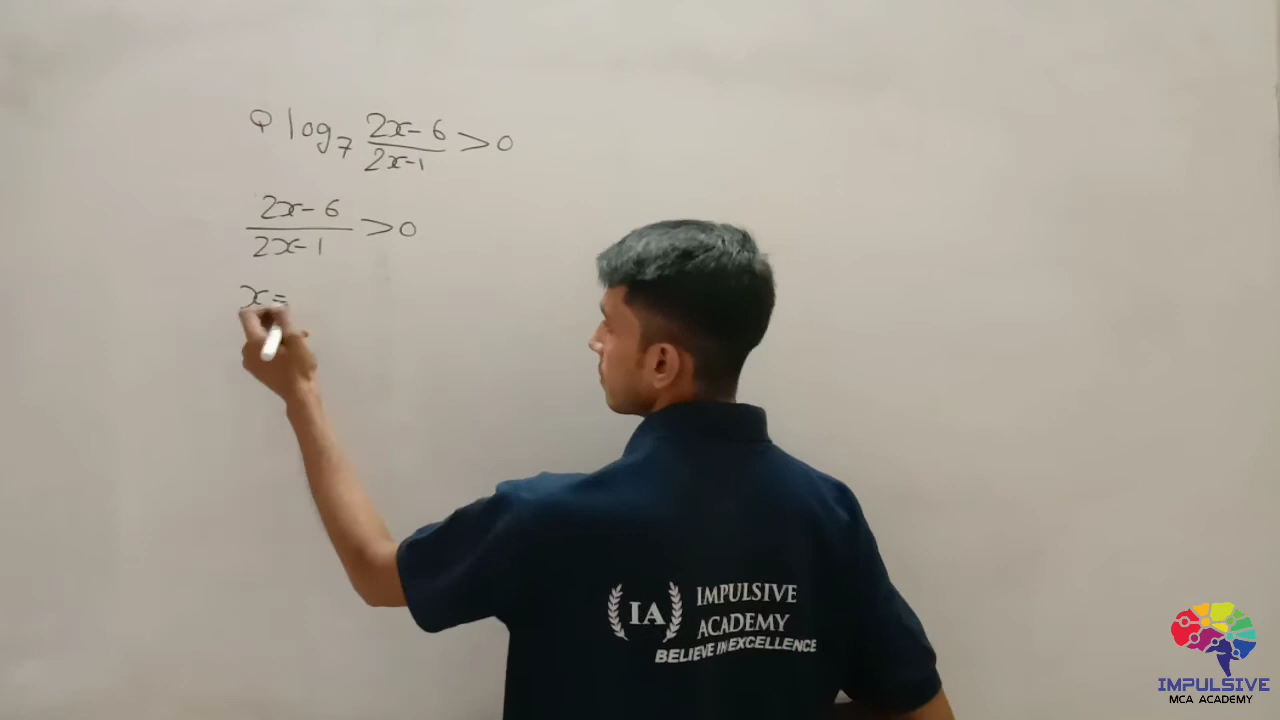 Q log₇ (2x-6)/(2x-1) > 0
(2x-6)/(2x-1) > 0
x =
IA IMPULSIVE ACADEMY
BELIEVE IN EXCELLENCE
IMPULSIVE
MCA ACADEMY